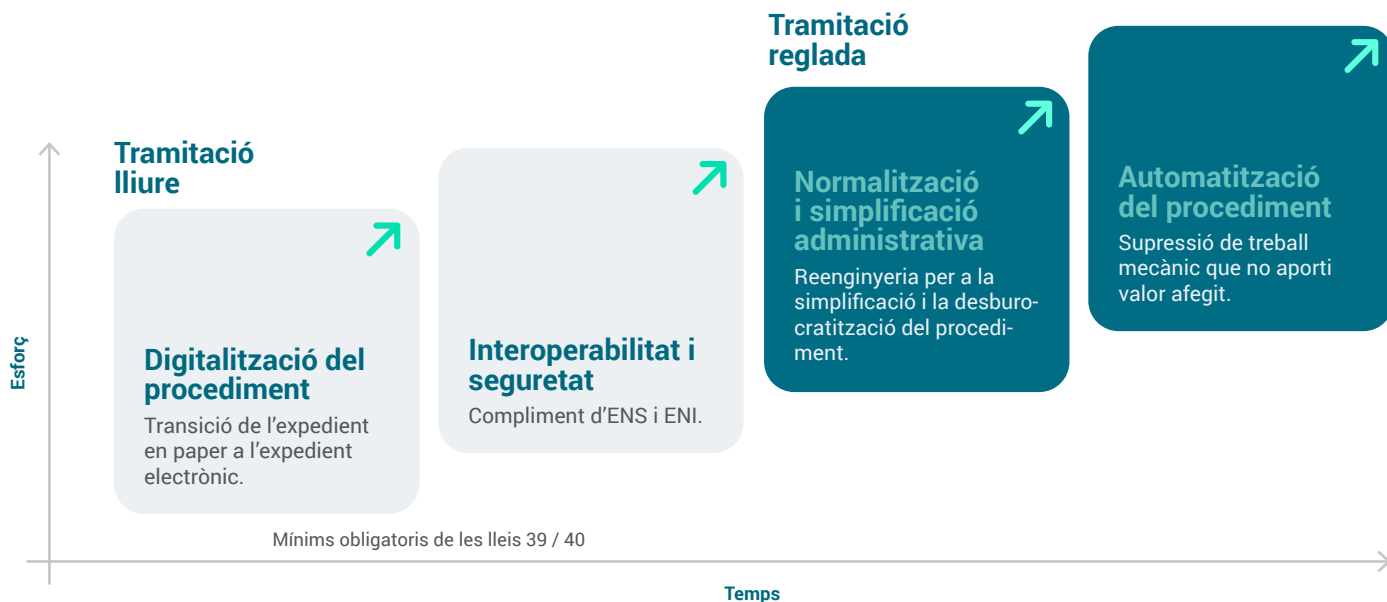 Tramitació
lliure
Digitalització del
procediment
Transició de l’expedient
en paper a l’expedient
electrònic.
Interoperabilitat i
seguretat
Compliment d’ENS i ENI.
Tramitació
reglada
Normalització
i simplificació
administrativa
Reenginyeria per a la
simplificació i la desburo-
cratització del procedi-
ment.
Automatització
del procediment
Supressió de treball
mecànic que no aporti
valor afegit.
Esforç
Mínims obligatoris de les lleis 39 / 40
Temps